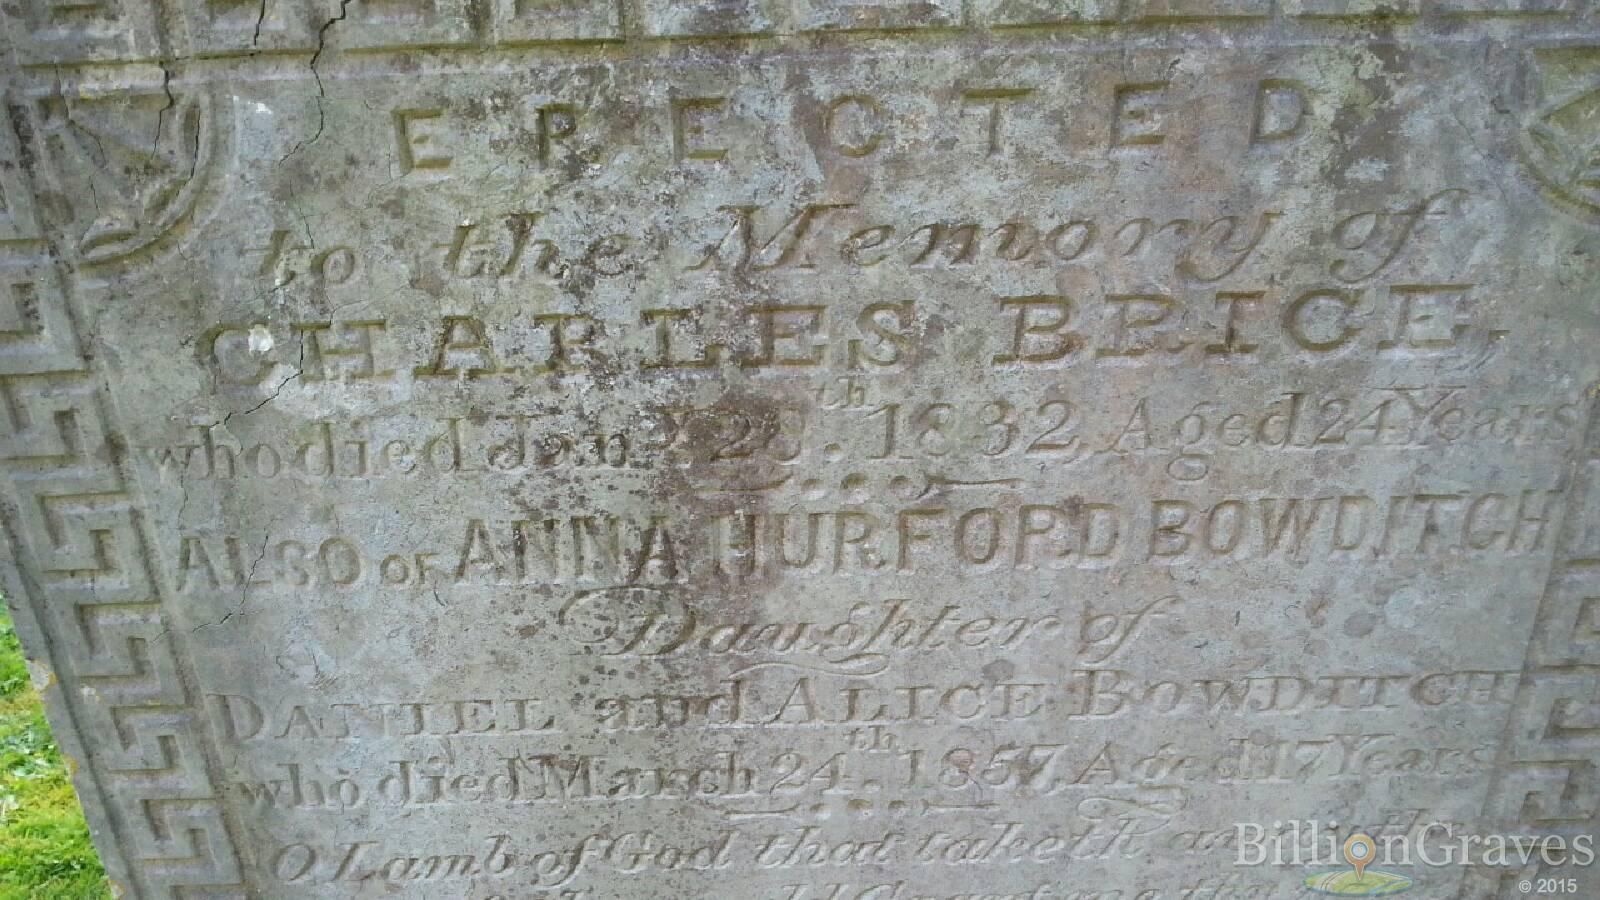 ERECTED
to the Memory of
CHARLES BRICE,
who died Jany. 28th. 1832, Aged 24 Years
ALSO OF ANNA HURFORD BOWDITCH
Daughter of
DANIEL and ALICE BOWDITCH
who died March 24th. 1857, Aged 17 Years
O Lamb of God that taketh
BillionGraves
© 2015